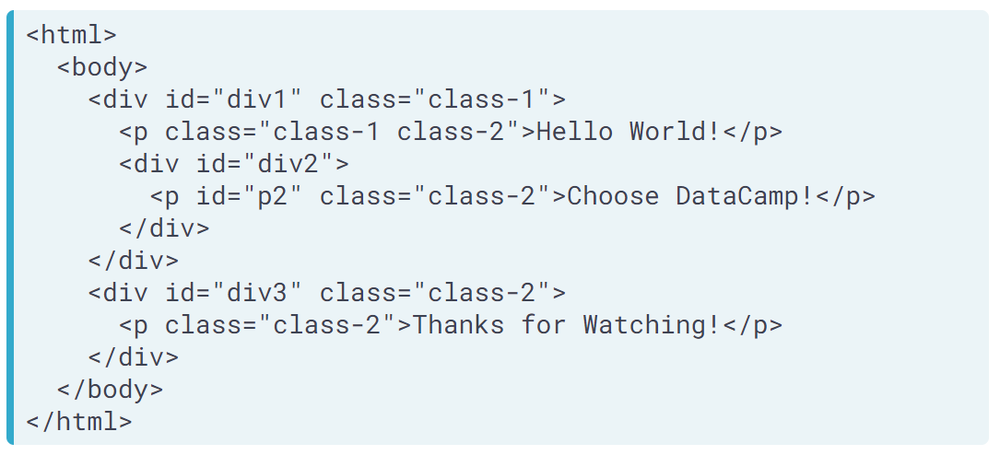 <html>
  <body>
    <div id="div1" class="class-1">
      <p class="class-1 class-2">Hello World!</p>
      <div id="div2">
        <p id="p2" class="class-2">Choose DataCamp!</p>
      </div>
    </div>
    <div id="div3" class="class-2">
      <p class="class-2">Thanks for Watching!</p>
    </div>
  </body>
</html>